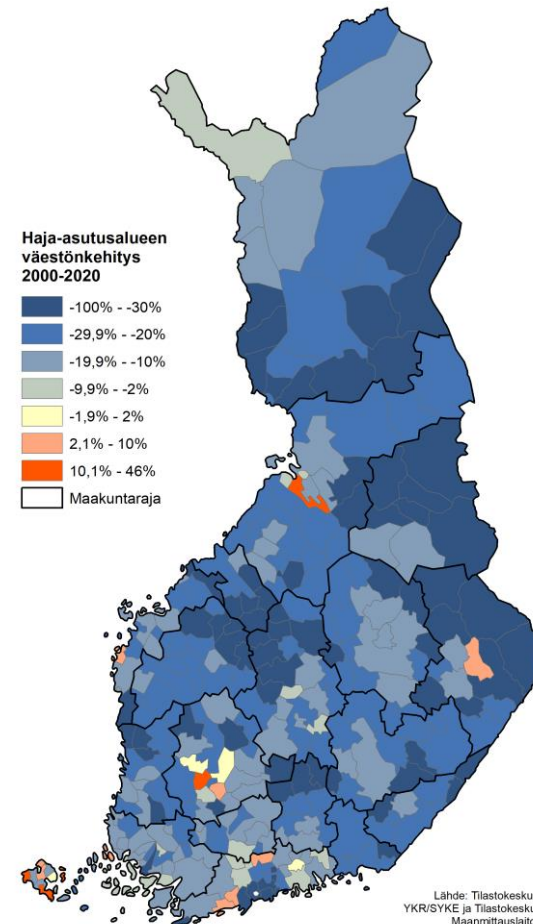 Haja-asutusalueen
väestönkehitys
2000-2020
-100% - -30%
-29,9% - -20%
-19,9% - -10%
-9,9% - -2%
-1,9% - 2%
2,1% - 10%
10,1% - 46%
Maakuntaraja
Lähde: Tilastokesku
YKR/SYKE ja Tilastokesku
Maanmittauslaito